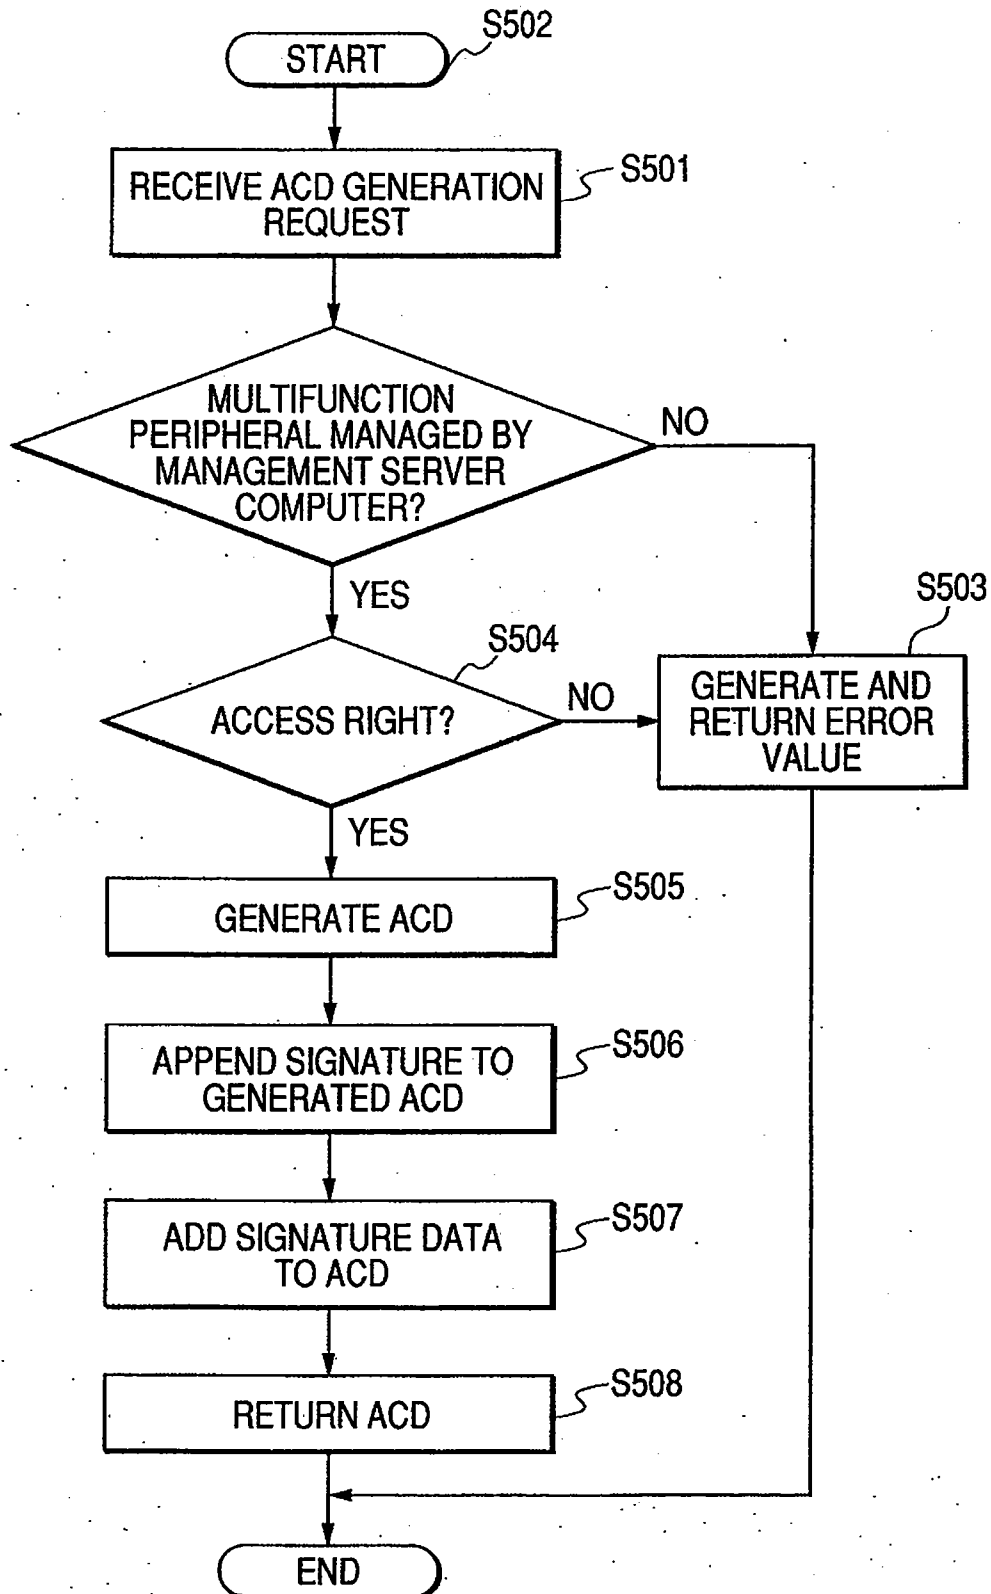 S502
START
S501
RECEIVE ACD GENERATION
REQUEST
MULTIFUNCTION
PERIPHERAL MANAGED BY
MANAGEMENT SERVER
COMPUTER?
NO
YES
S503
GENERATE AND
RETURN ERROR
VALUE
S504
ACCESS RIGHT?
NO
YES
S505
GENERATE ACD
S506
APPEND SIGNATURE TO
GENERATED ACD
S507
ADD SIGNATURE DATA
TO ACD
S508
RETURN ACD
END